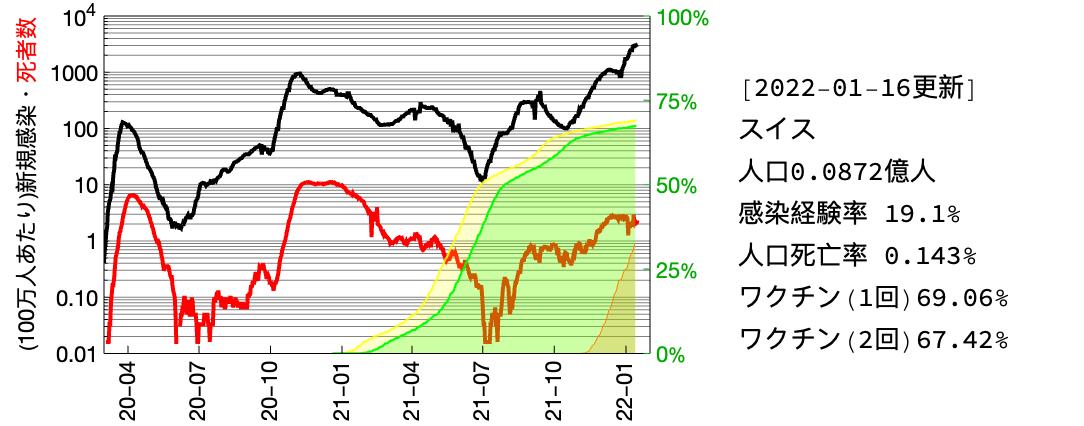 (100万人あたり)新規感染・死者数
10^4
1000
100
10
1
0.10
0.01
100%
75%
50%
25%
0%
20-04
20-07
20-10
21-01
21-04
21-07
21-10
22-01
[2022-01-16更新]
スイス
人口0.0872億人
感染経験率 19.1%
人口死亡率 0.143%
ワクチン(1回)69.06%
ワクチン(2回)67.42%